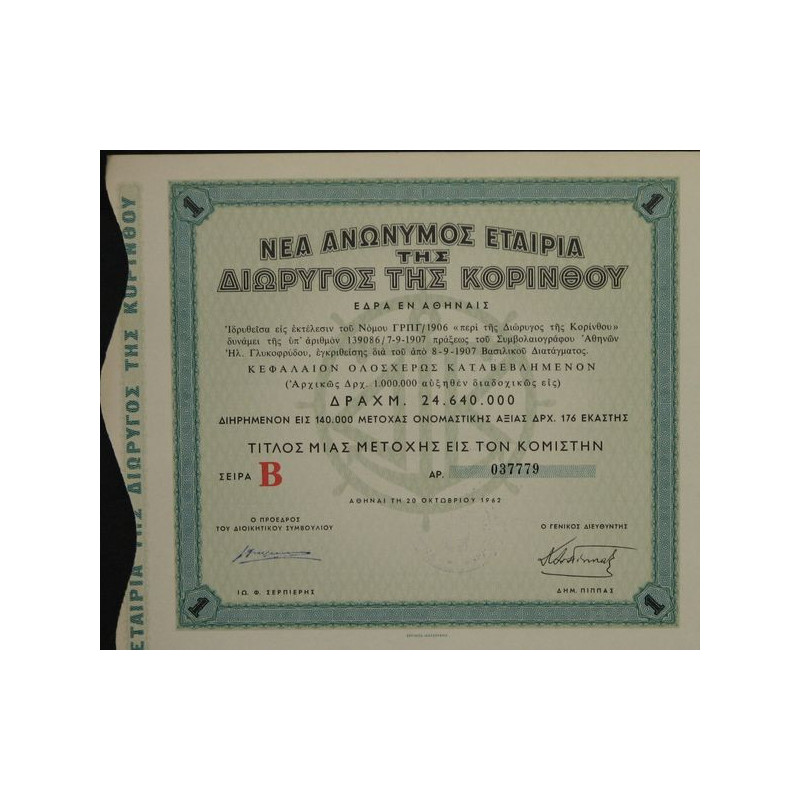 ΕΤΑΙΡΙΑ ΤΗΣ ΔΙΩΡΥΓΟΣ ΤΗΣ ΚΟΡΙΝΘΟΥ
1 1
ΝΕΑ ΑΝΩΝΥΜΟΣ ΕΤΑΙΡΙΑ
ΤΗΣ
ΔΙΩΡΥΓΟΣ ΤΗΣ ΚΟΡΙΝΘΟΥ
ΕΔΡΑ ΕΝ ΑΘΗΝΑΙΣ
Ἱδρυθεῖσα εἰς ἐκτέλεσιν τοῦ Νόμου ΓΡΠΓ/1906 «περὶ τῆς Διώρυγος τῆς Κορίνθου»
δυνάμει τῆς ὑπ' ἀριθμὸν 139086/7-9-1907 πράξεως τοῦ Συμβολαιογράφου Ἀθηνῶν
Ἠλ. Γλυκοφρύδου, ἐγκριθείσης διὰ τοῦ ἀπὸ 8-9-1907 Βασιλικοῦ Διατάγματος.
ΚΕΦΑΛΑΙΟΝ ΟΛΟΣΧΕΡΩΣ ΚΑΤΑΒΕΒΛΗΜΕΝΟΝ
(Ἀρχικῶς Δρχ. 1.000.000 αὐξηθὲν διαδοχικῶς εἰς)
ΔΡΑΧΜ. 24.640.000
ΔΙΗΡΗΜΕΝΟΝ ΕΙΣ 140.000 ΜΕΤΟΧΑΣ ΟΝΟΜΑΣΤΙΚΗΣ ΑΞΙΑΣ ΔΡΧ. 176 ΕΚΑΣΤΗΣ
ΤΙΤΛΟΣ ΜΙΑΣ ΜΕΤΟΧΗΣ ΕΙΣ ΤΟΝ ΚΟΜΙΣΤΗΝ
ΣΕΙΡΑ Β ΑΡ. 037779
ΑΘΗΝΑΙ ΤΗ 20 ΟΚΤΩΒΡΙΟΥ 1962
Ο ΠΡΟΕΔΡΟΣ
ΤΟΥ ΔΙΟΙΚΗΤΙΚΟΥ ΣΥΜΒΟΥΛΙΟΥ
Ο ΓΕΝΙΚΟΣ ΔΙΕΥΘΥΝΤΗΣ
ΙΩ. Φ. ΣΕΡΠΙΕΡΗΣ
ΔΗΜ. ΠΙΠΠΑΣ
1 1